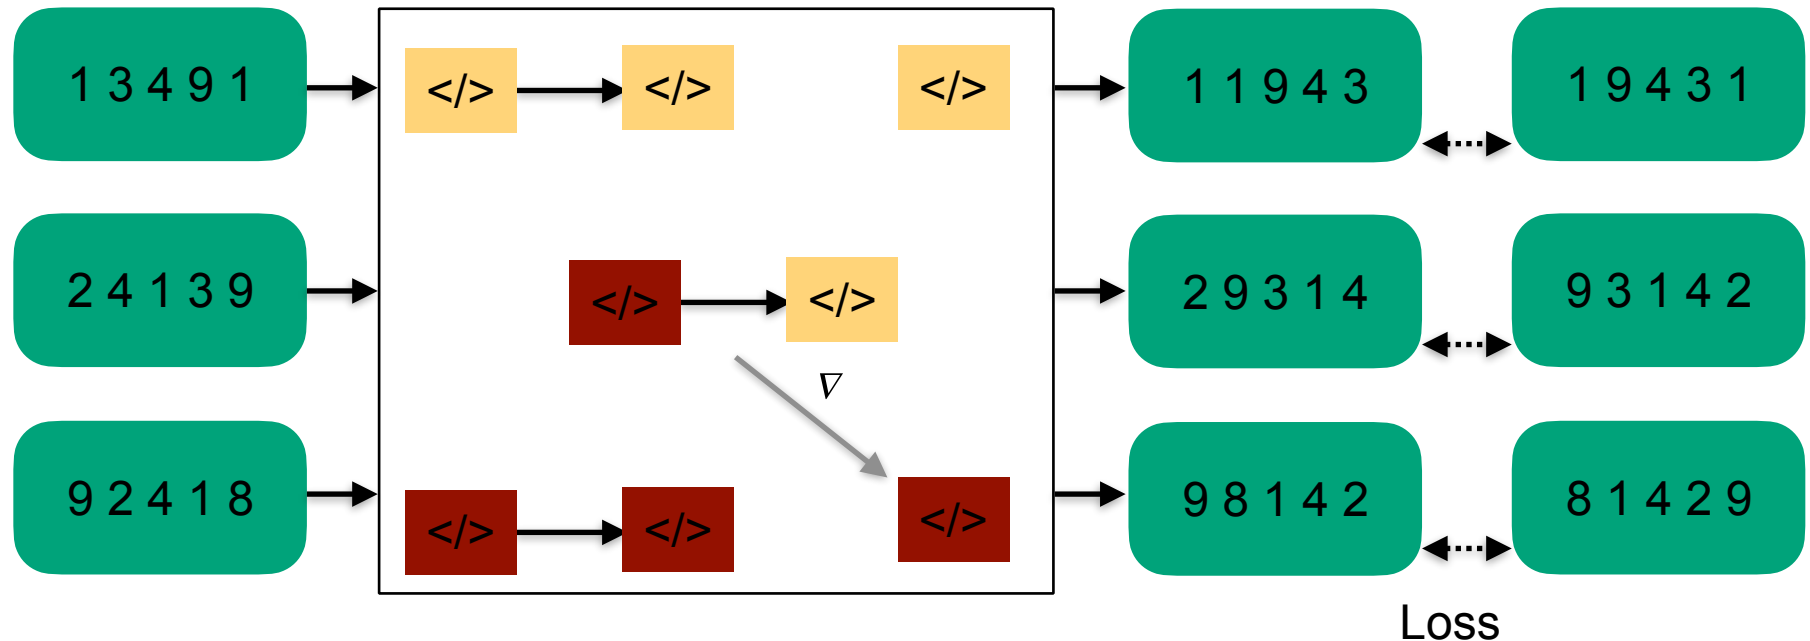 1 3 4 9 1
</>
</>
</>
1 1 9 4 3
1 9 4 3 1
2 4 1 3 9
</>
</>
2 9 3 1 4
9 3 1 4 2
∇
9 2 4 1 8
</>
</>
</>
9 8 1 4 2
8 1 4 2 9
Loss